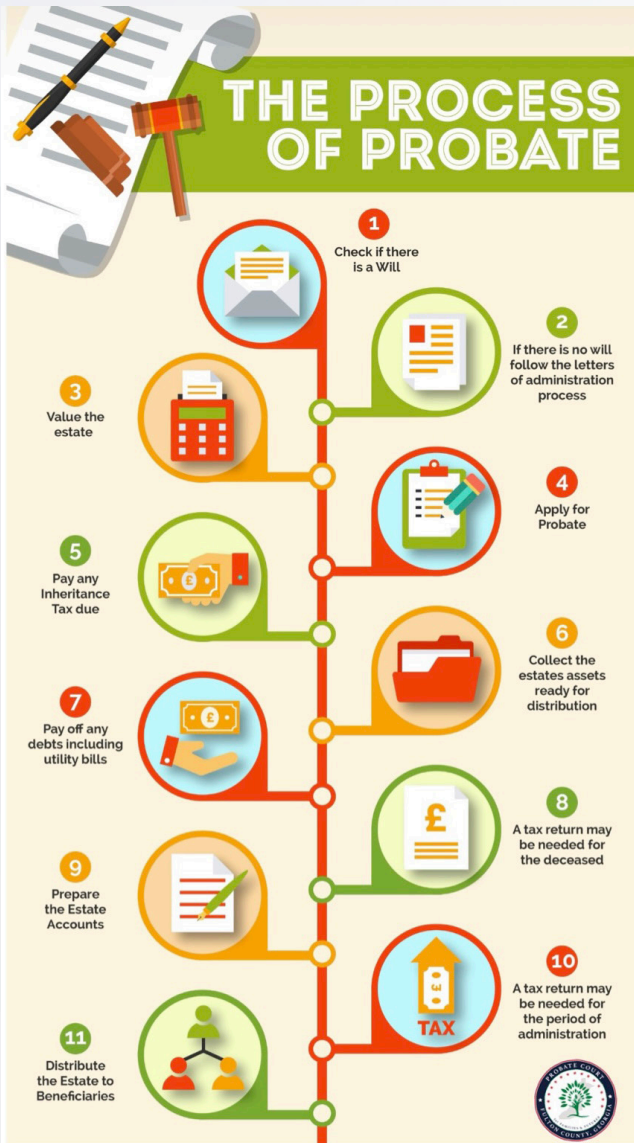 THE PROCESS
OF PROBATE
1
Check if there
is a Will
2
If there is no will
follow the letters
of administration
process
3
Value the
estate
4
Apply for
Probate
5
Pay any
Inheritance
Tax due
£
6
Collect the
estates assets
ready for
distribution
7
Pay off any
debts including
utility bills
£
8
A tax return may
be needed for
the deceased
£
9
Prepare
the Estate
Accounts
10
A tax return may
be needed for
the period of
administration
£
TAX
11
Distribute
the Estate to
Beneficiaries
PROBATE COURT
FULTON COUNTY, GEORGIA